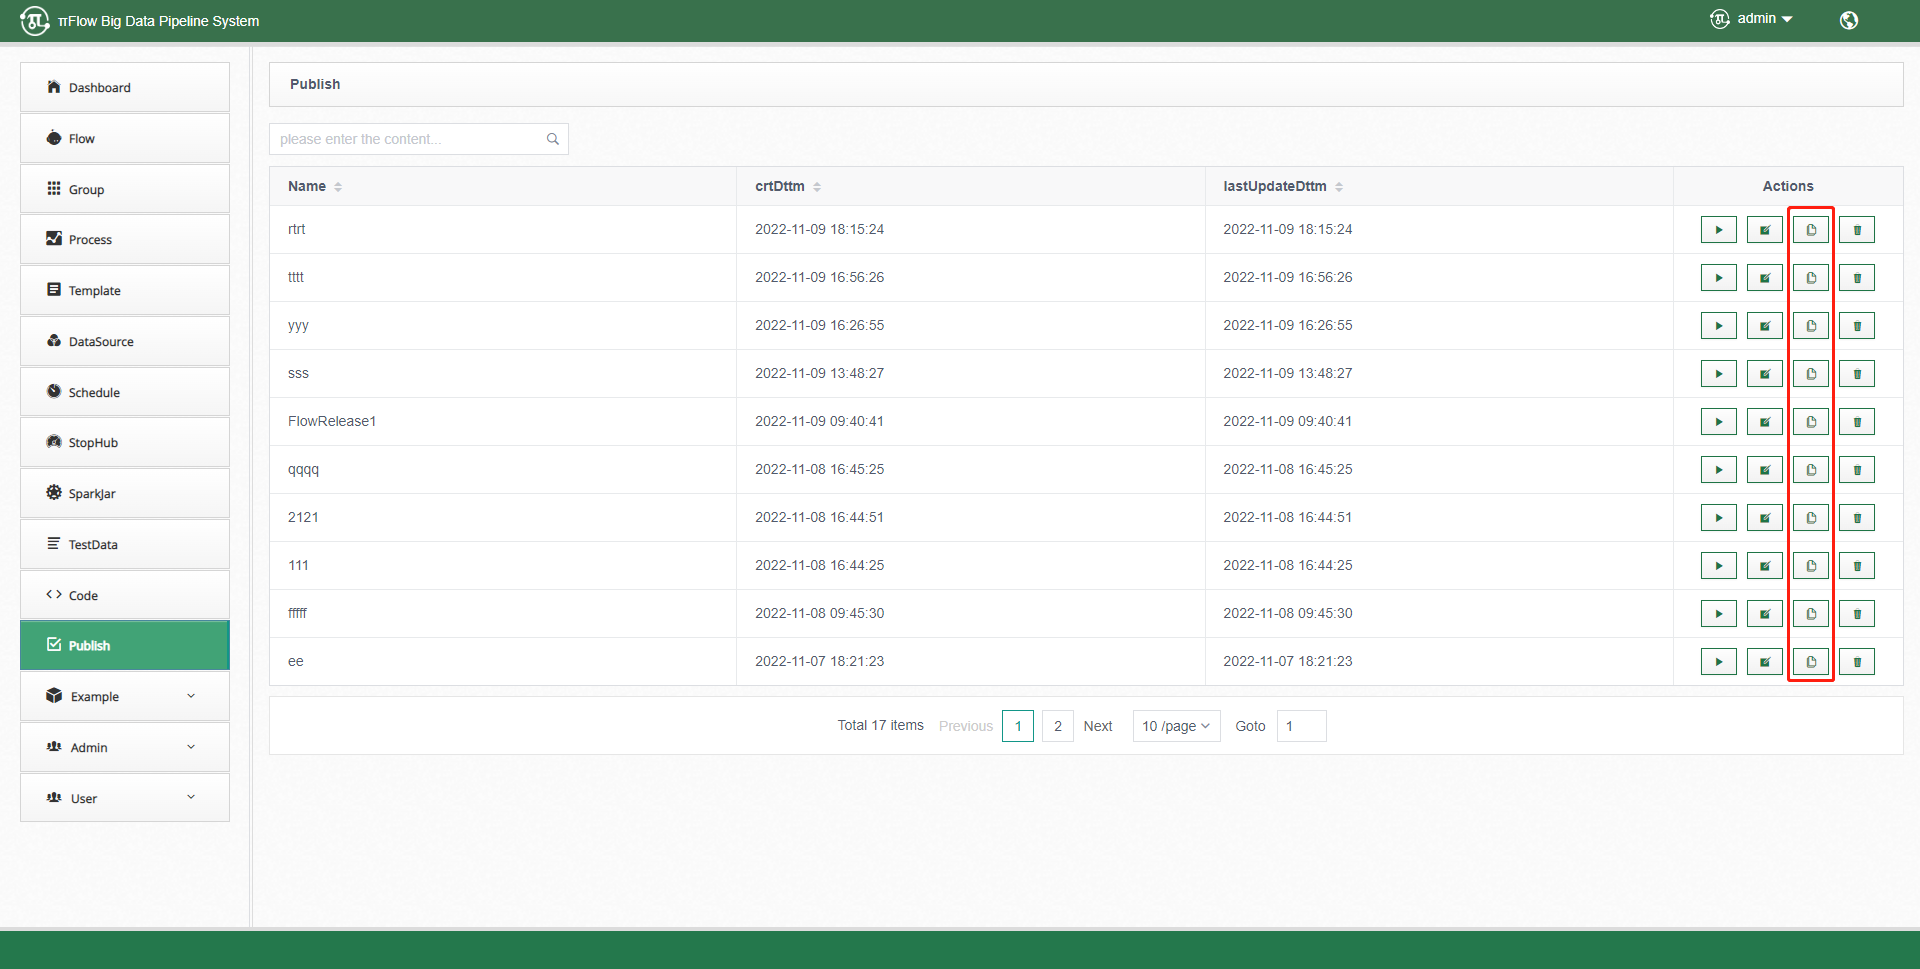 πFlow Big Data Pipeline System
admin
Dashboard
Flow
Group
Process
Template
DataSource
Schedule
StopHub
SparkJar
TestData
Code
Publish
Example
Admin
User
Publish
please enter the content...
Name crtDttm lastUpdateDttm Actions
rtrt 2022-11-09 18:15:24 2022-11-09 18:15:24
tttt 2022-11-09 16:56:26 2022-11-09 16:56:26
yyy 2022-11-09 16:26:55 2022-11-09 16:26:55
sss 2022-11-09 13:48:27 2022-11-09 13:48:27
FlowRelease1 2022-11-09 09:40:41 2022-11-09 09:40:41
qqqq 2022-11-08 16:45:25 2022-11-08 16:45:25
2121 2022-11-08 16:44:51 2022-11-08 16:44:51
111 2022-11-08 16:44:25 2022-11-08 16:44:25
fffff 2022-11-08 09:45:30 2022-11-08 09:45:30
ee 2022-11-07 18:21:23 2022-11-07 18:21:23
Total 17 items Previous 1 2 Next 10 /page Goto 1